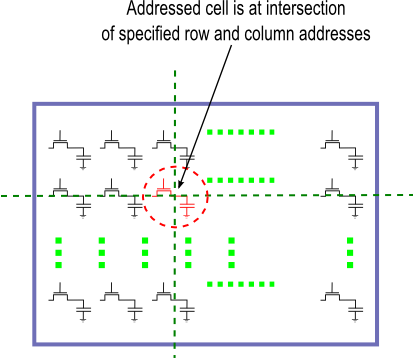 Addressed cell is at intersection
of specified row and column addresses